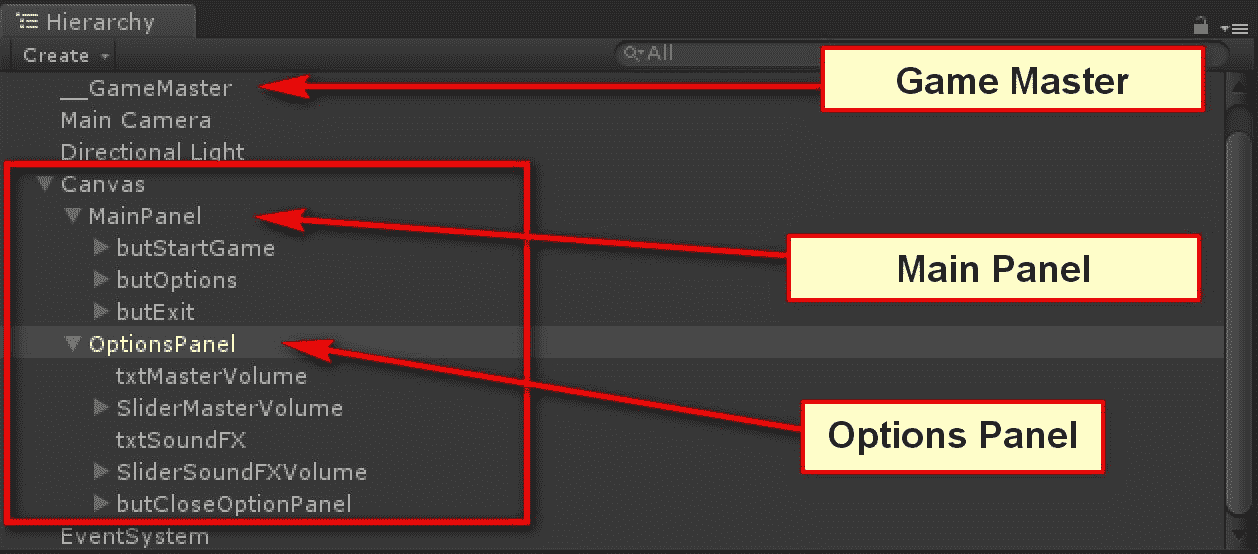 Hierarchy
Create
All
__GameMaster
Game Master
Main Camera
Directional Light
Canvas
MainPanel
butStartGame
Main Panel
butOptions
butExit
OptionsPanel
txtMasterVolume
SliderMasterVolume
Options Panel
txtSoundFX
SliderSoundFXVolume
butCloseOptionPanel
EventSystem